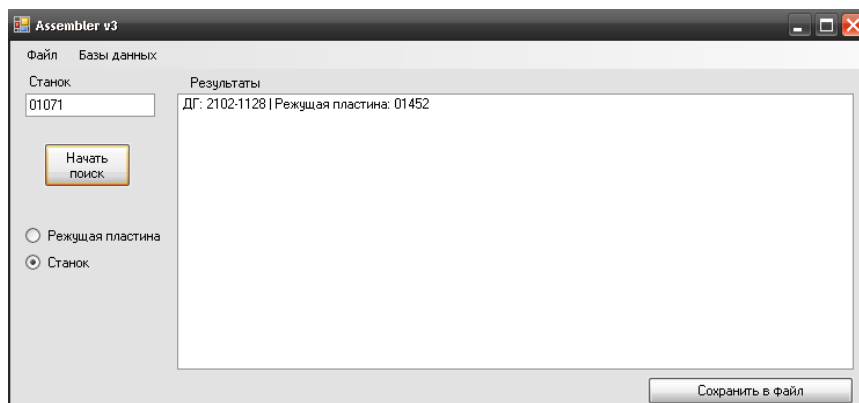 Assembler v3
Файл Базы данных
Станок
Результаты
01071
ДГ: 2102-1128 | Режущая пластина: 01452
Начать
поиск
Режущая пластина
Станок
Сохранить в файл